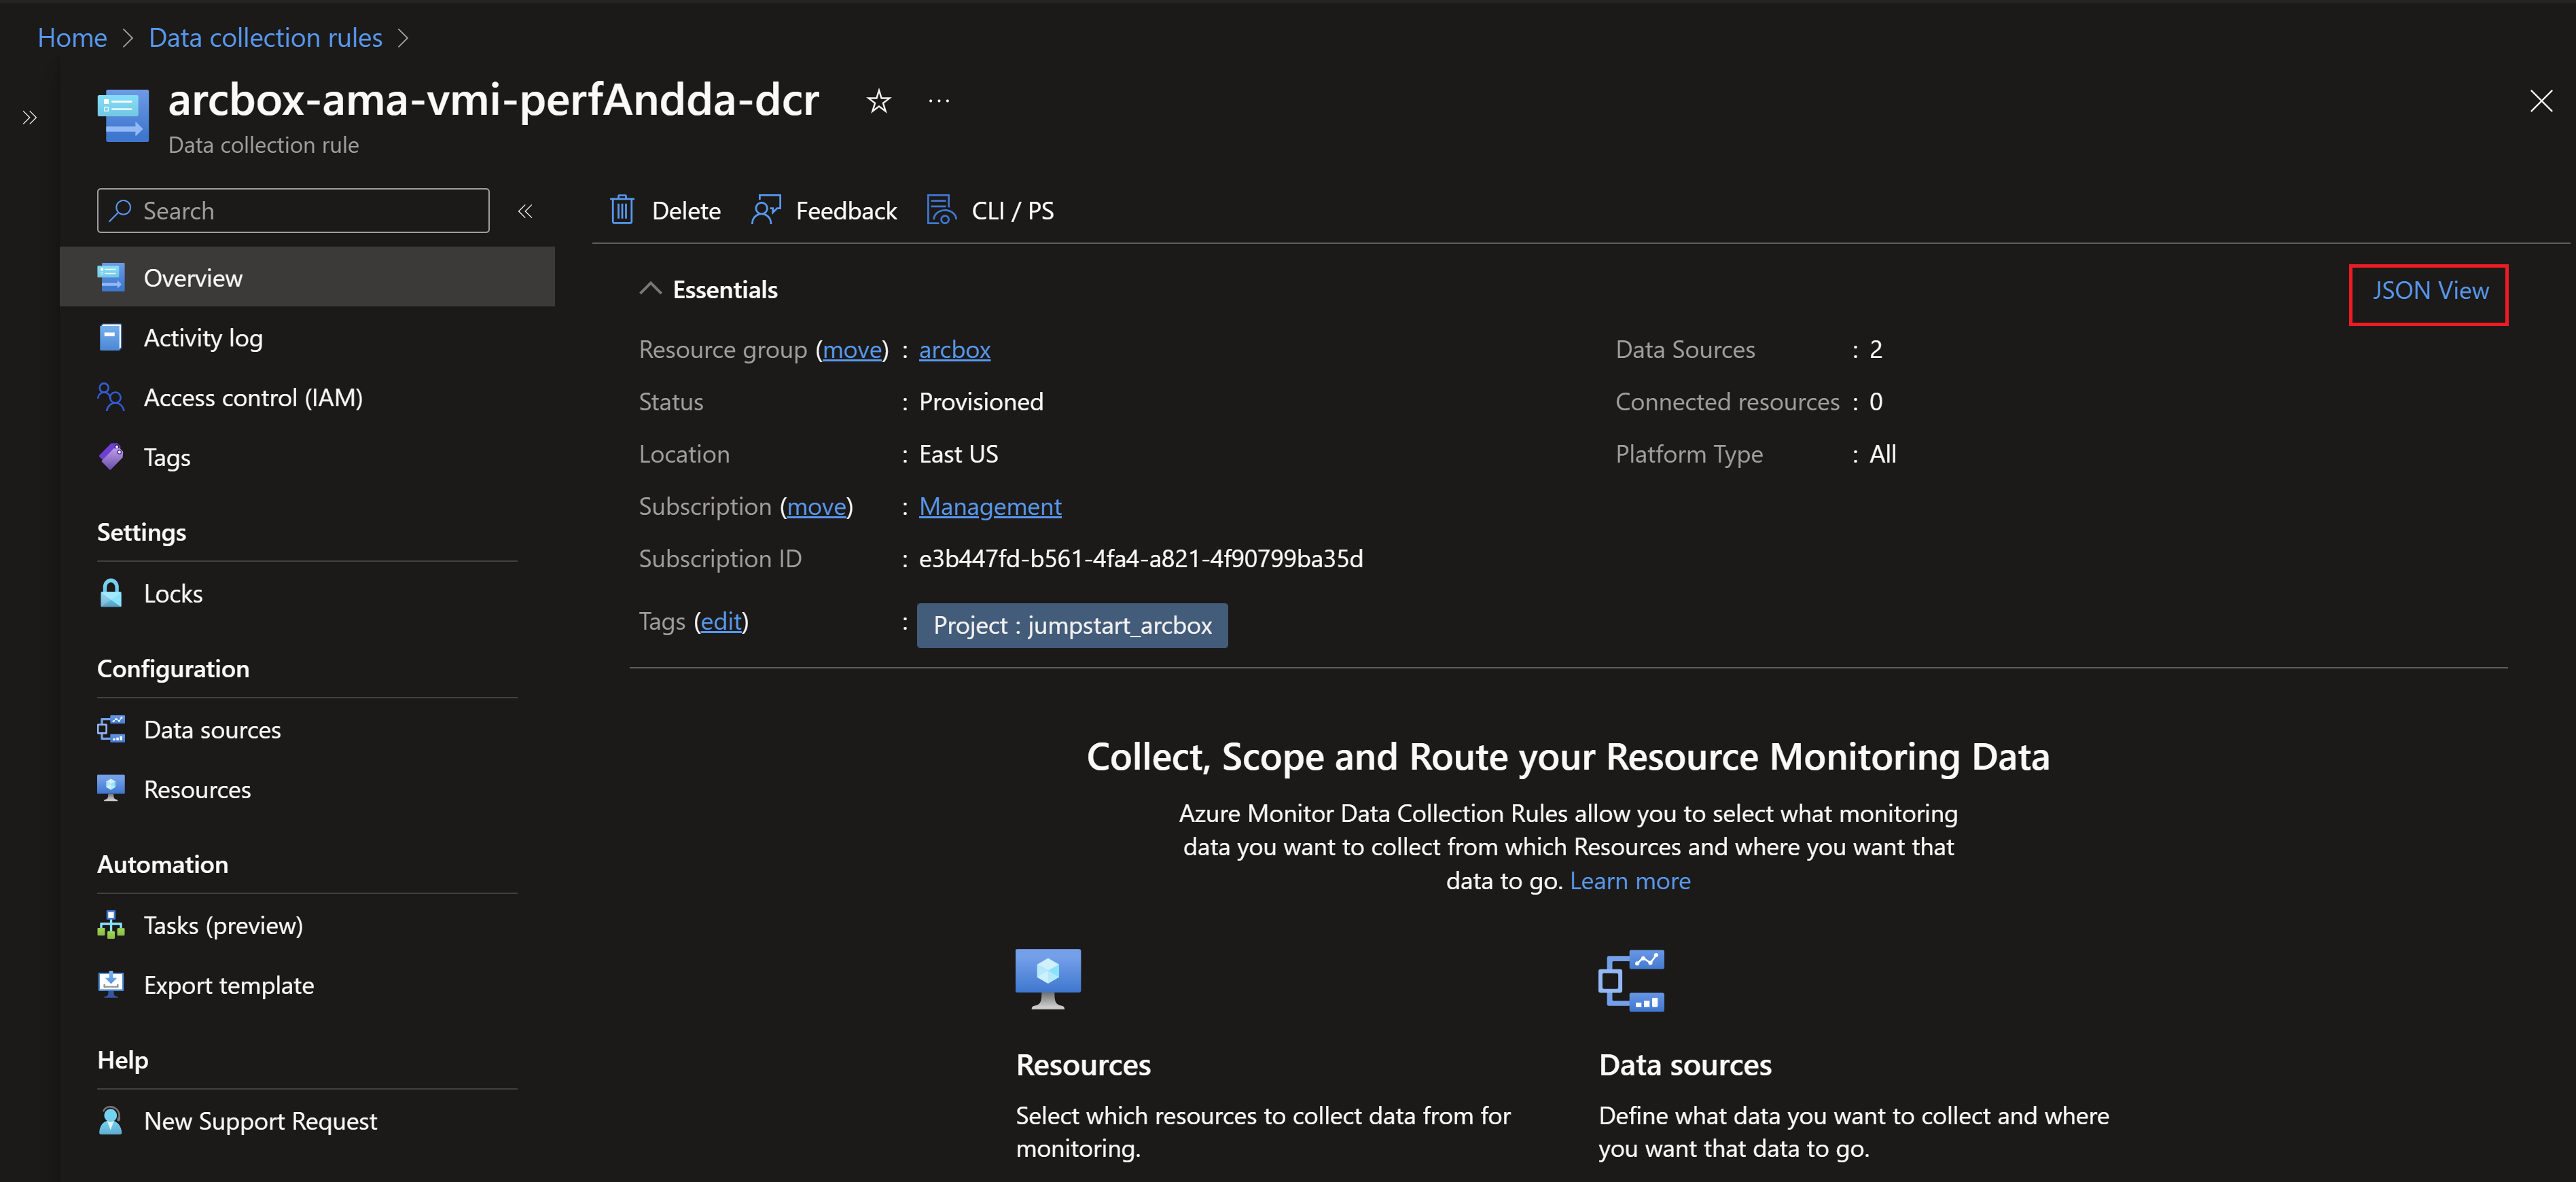 Home > Data collection rules >
arcbox-ama-vmi-perfAndda-dcr
Data collection rule
Search
Delete
Feedback
CLI / PS
Overview
Activity log
Access control (IAM)
Tags
Settings
Locks
Configuration
Data sources
Resources
Automation
Tasks (preview)
Export template
Help
New Support Request
Essentials
JSON View
Resource group (move) : arcbox
Status : Provisioned
Location : East US
Subscription (move) : Management
Subscription ID : e3b447fd-b561-4fa4-a821-4f90799ba35d
Tags (edit) : Project : jumpstart_arcbox
Data Sources : 2
Connected resources : 0
Platform Type : All
Collect, Scope and Route your Resource Monitoring Data
Azure Monitor Data Collection Rules allow you to select what monitoring
data you want to collect from which Resources and where you want that
data to go. Learn more
Resources
Select which resources to collect data from for
monitoring.
Data sources
Define what data you want to collect and where
you want that data to go.